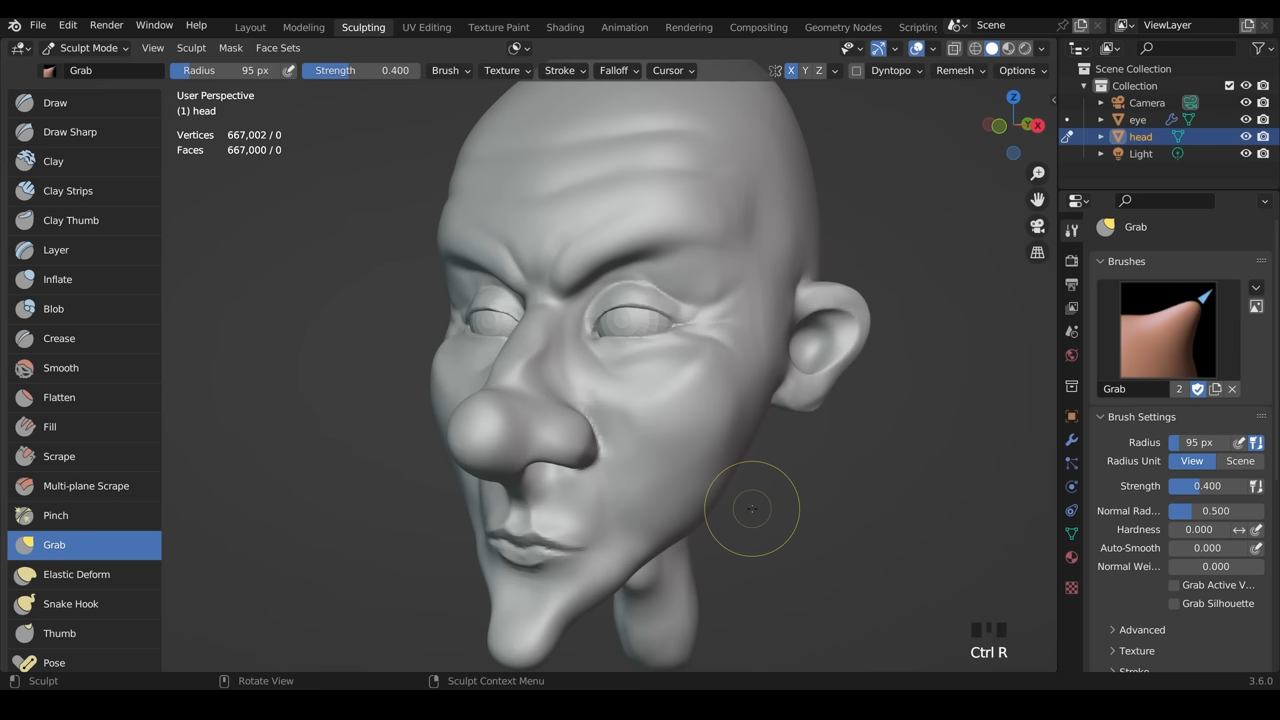 File Edit Render Window Help Layout Modeling Sculpting UV Editing Texture Paint Shading Animation Rendering Compositing Geometry Nodes Scripting Scene ViewLayer
Sculpt Mode View Sculpt Mask Face Sets
Grab Radius 95 px Strength 0.400 Brush Texture Stroke Falloff Cursor X Y Z Dyntopo Remesh Options
User Perspective
(1) head
Vertices 667,002 / 0
Faces 667,000 / 0
Z
Y X
Draw
Draw Sharp
Clay
Clay Strips
Clay Thumb
Layer
Inflate
Blob
Crease
Smooth
Flatten
Fill
Scrape
Multi-plane Scrape
Pinch
Grab
Elastic Deform
Snake Hook
Thumb
Pose
Ctrl R
Scene Collection
Collection
Camera
eye
head
Light
Grab
Brushes
Grab 2
Brush Settings
Radius 95 px
Radius Unit View Scene
Strength 0.400
Normal Rad... 0.500
Hardness 0.000
Auto-Smooth 0.000
Normal Wei... 0.000
Grab Active V...
Grab Silhouette
Advanced
Texture
Stroke
Sculpt Rotate View Sculpt Context Menu 3.6.0